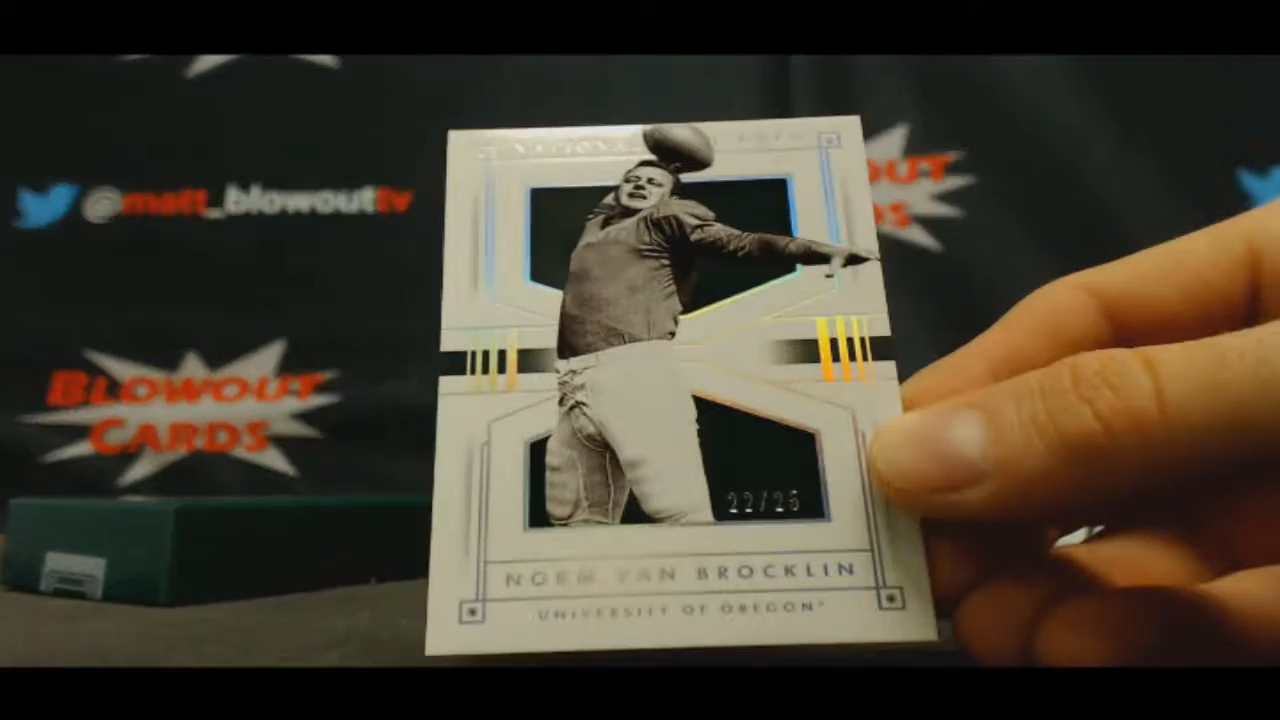 @matt_blowouttv
BLOWOUT
CARDS
22/25
NORM VAN BROCKLIN
UNIVERSITY OF OREGON